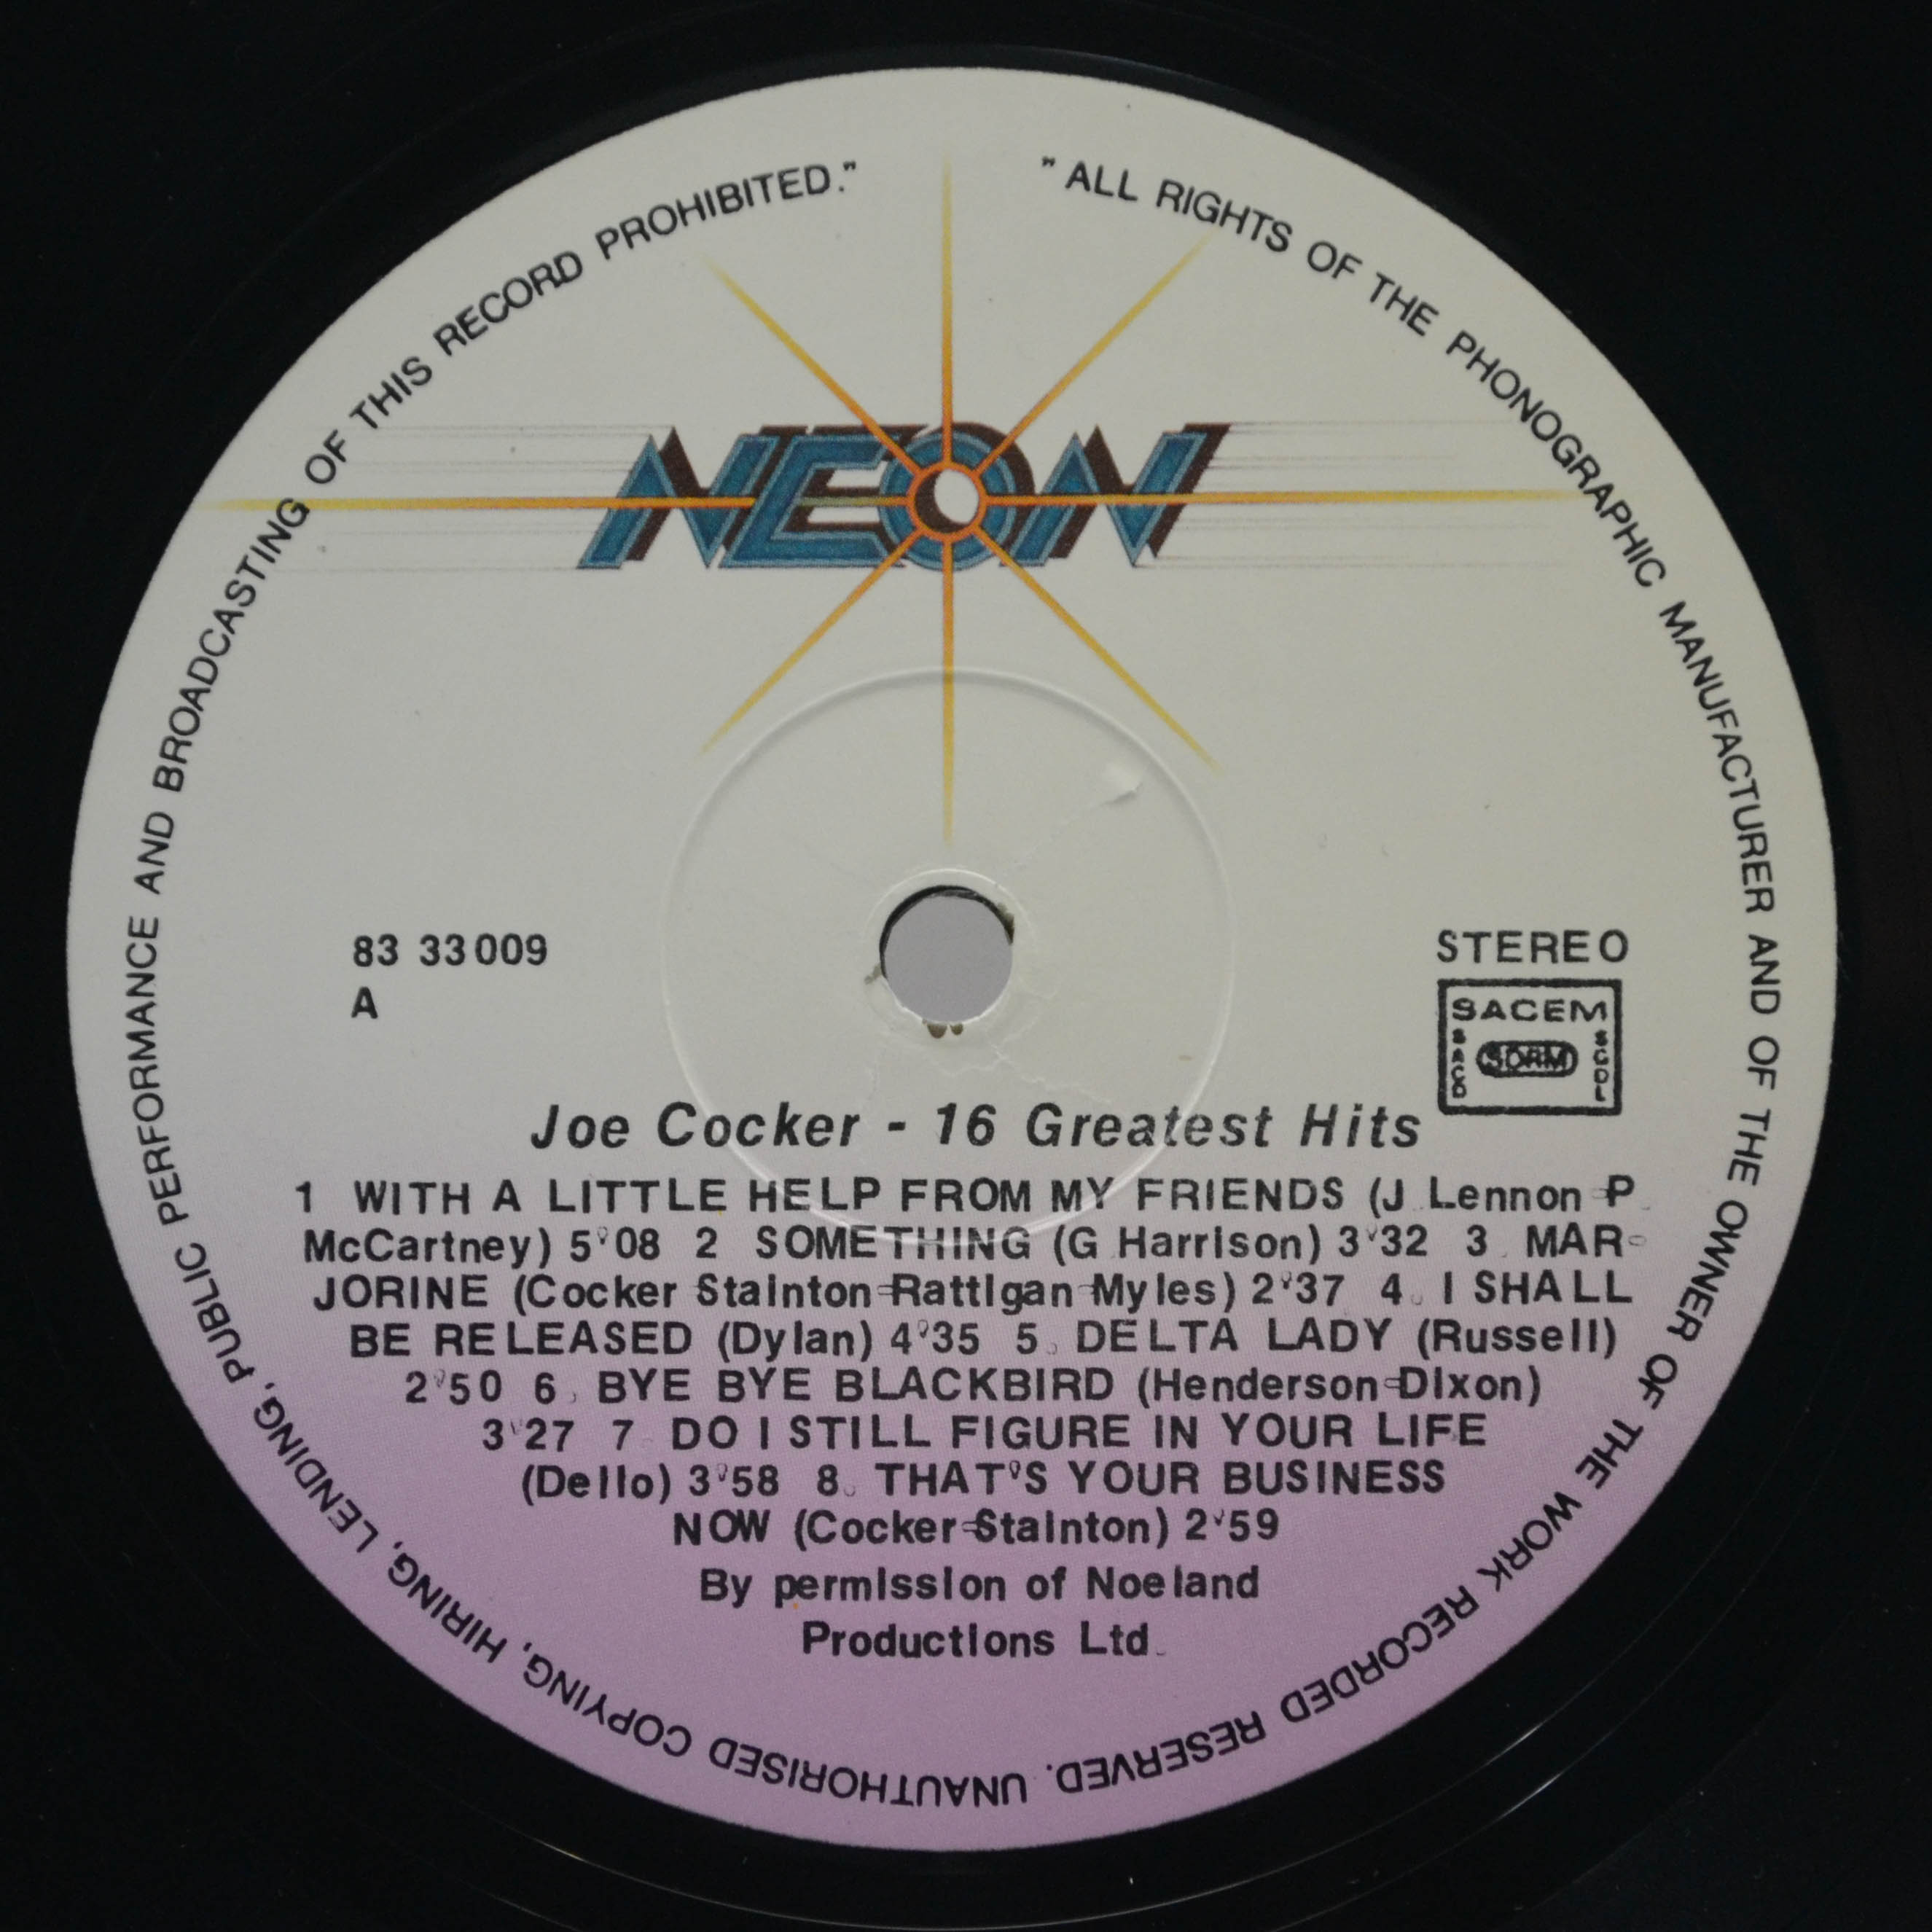 "ALL RIGHTS OF THE PHONOGRAPHIC MANUFACTURER AND OF THE OWNER OF THE WORK RECORDED RESERVED. UNAUTHORISED COPYING, HIRING, LENDING, PUBLIC PERFORMANCE AND BROADCASTING OF THIS RECORD PROHIBITED."
NEON
83 33 009
A
STEREO
SACEM
SACD SDRM SGDL
Joe Cocker - 16 Greatest Hits
1 WITH A LITTLE HELP FROM MY FRIENDS (J. Lennon-P.
McCartney) 5'08 2 SOMETHING (G. Harrison) 3'32 3. MAR-
JORINE (Cocker Stainton-Rattigan-Myles) 2'37 4. I SHALL
BE RELEASED (Dylan) 4'35 5. DELTA LADY (Russell)
2'50 6. BYE BYE BLACKBIRD (Henderson-Dixon)
3'27 7. DO I STILL FIGURE IN YOUR LIFE
(Dello) 3'58 8. THAT'S YOUR BUSINESS
NOW (Cocker-Stainton) 2'59
By permission of Noeland
Productions Ltd.